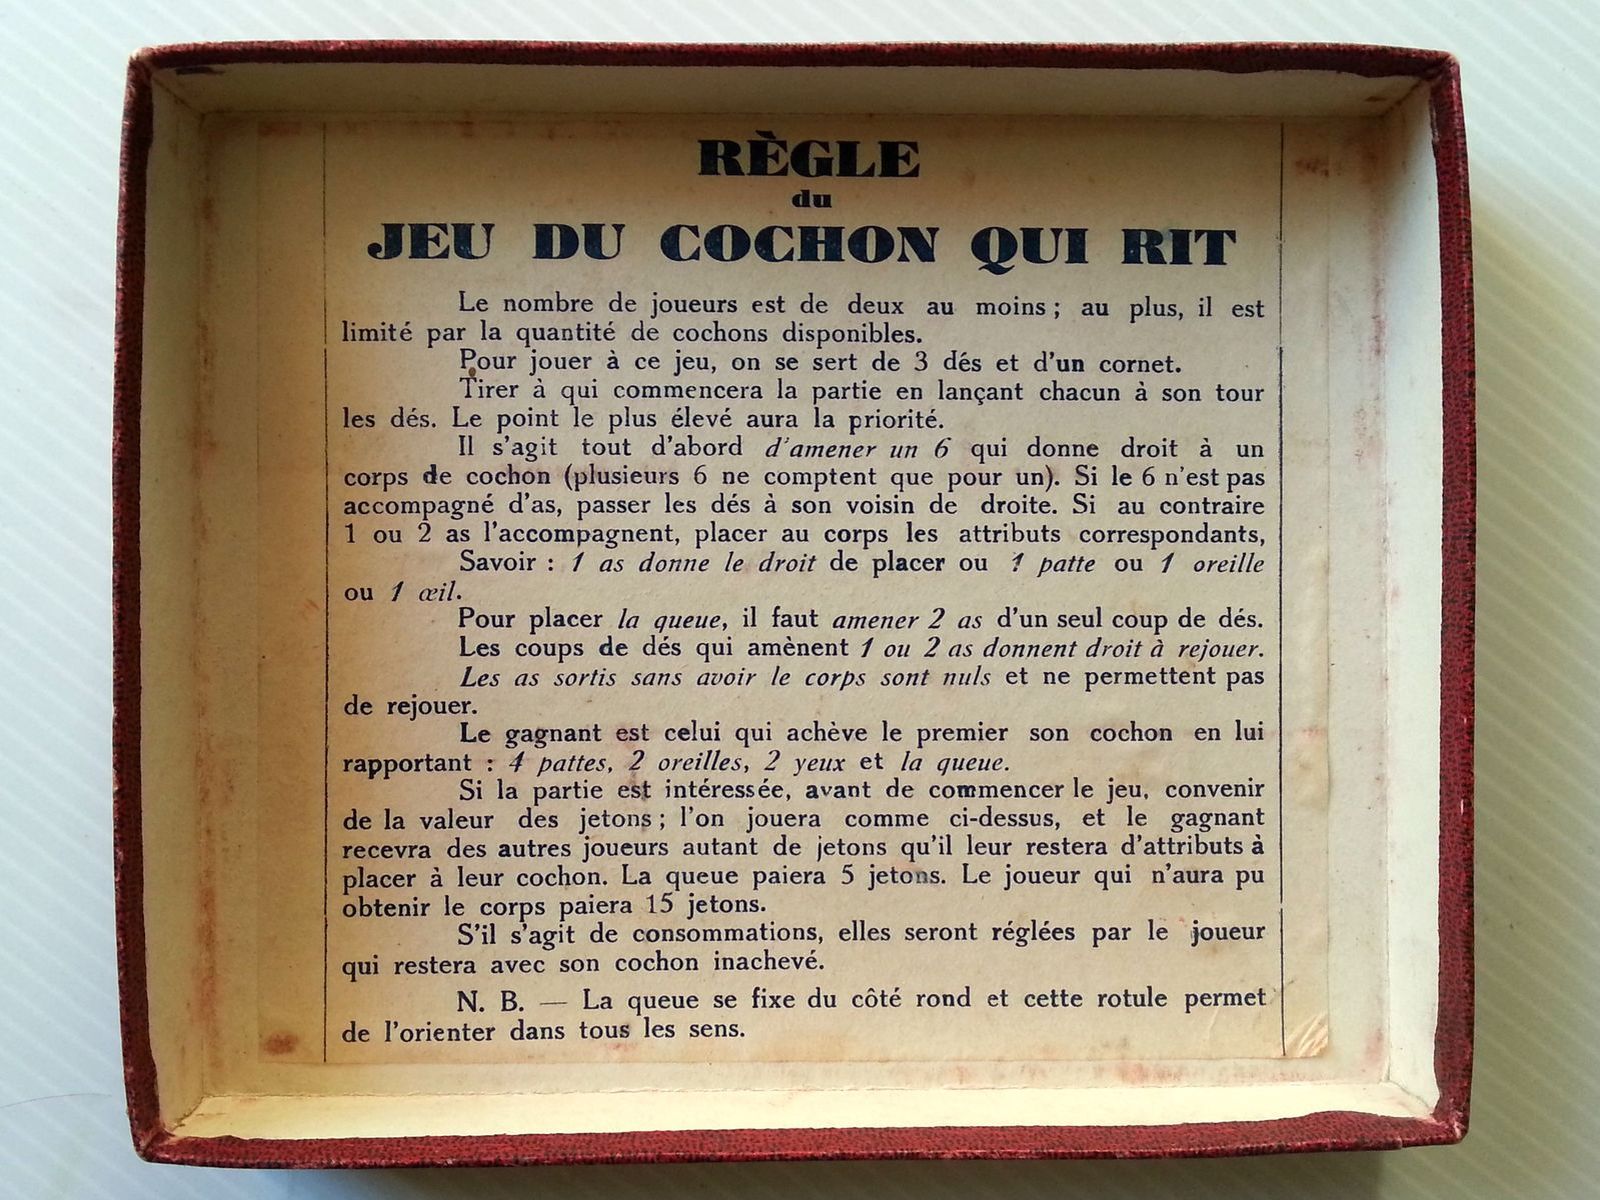 RÈGLE
du
JEU DU COCHON QUI RIT
Le nombre de joueurs est de deux au moins ; au plus, il est
limité par la quantité de cochons disponibles.
Pour jouer à ce jeu, on se sert de 3 dés et d'un cornet.
Tirer à qui commencera la partie en lançant chacun à son tour
les dés. Le point le plus élevé aura la priorité.
Il s'agit tout d'abord d'amener un 6 qui donne droit à un
corps de cochon (plusieurs 6 ne comptent que pour un). Si le 6 n'est pas
accompagné d'as, passer les dés à son voisin de droite. Si au contraire
1 ou 2 as l'accompagnent, placer au corps les attributs correspondants,
Savoir : 1 as donne le droit de placer ou 1 patte ou 1 oreille
ou 1 œil.
Pour placer la queue, il faut amener 2 as d'un seul coup de dés.
Les coups de dés qui amènent 1 ou 2 as donnent droit à rejouer.
Les as sortis sans avoir le corps sont nuls et ne permettent pas
de rejouer.
Le gagnant est celui qui achève le premier son cochon en lui
rapportant : 4 pattes, 2 oreilles, 2 yeux et la queue.
Si la partie est intéressée, avant de commencer le jeu, convenir
de la valeur des jetons ; l'on jouera comme ci-dessus, et le gagnant
recevra des autres joueurs autant de jetons qu'il leur restera d'attributs à
placer à leur cochon. La queue paiera 5 jetons. Le joueur qui n'aura pu
obtenir le corps paiera 15 jetons.
S'il s'agit de consommations, elles seront réglées par le joueur
qui restera avec son cochon inachevé.
N. B. — La queue se fixe du côté rond et cette rotule permet
de l'orienter dans tous les sens.